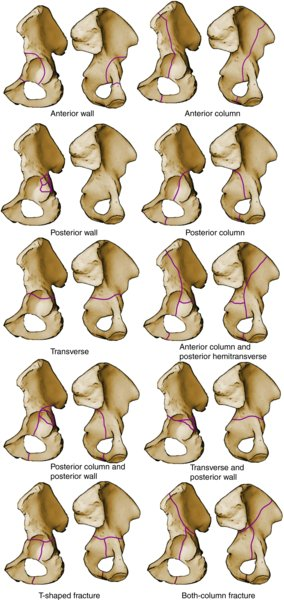 Anterior wall
Anterior column
Posterior wall
Posterior column
Transverse
Anterior column and
posterior hemitransverse
Posterior column and
posterior wall
Transverse and
posterior wall
T-shaped fracture
Both-column fracture